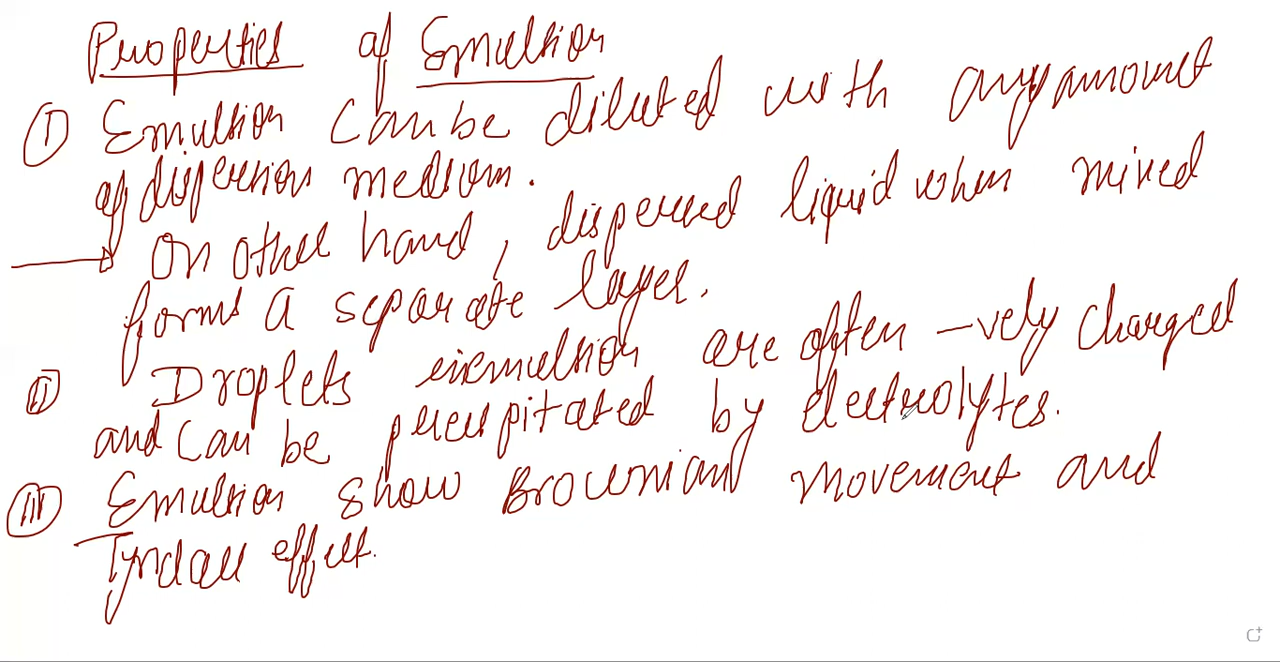 Properties of Emulsion
I Emulsion can be diluted with any amount
of dispersion medium.
→ On other hand, dispersed liquid when mixed
forms a separate layer.
II Droplets in emulsion are often -vely charged
and can be precipitated by electrolytes.
III Emulsion show Brownian movement and
Tyndall effect.